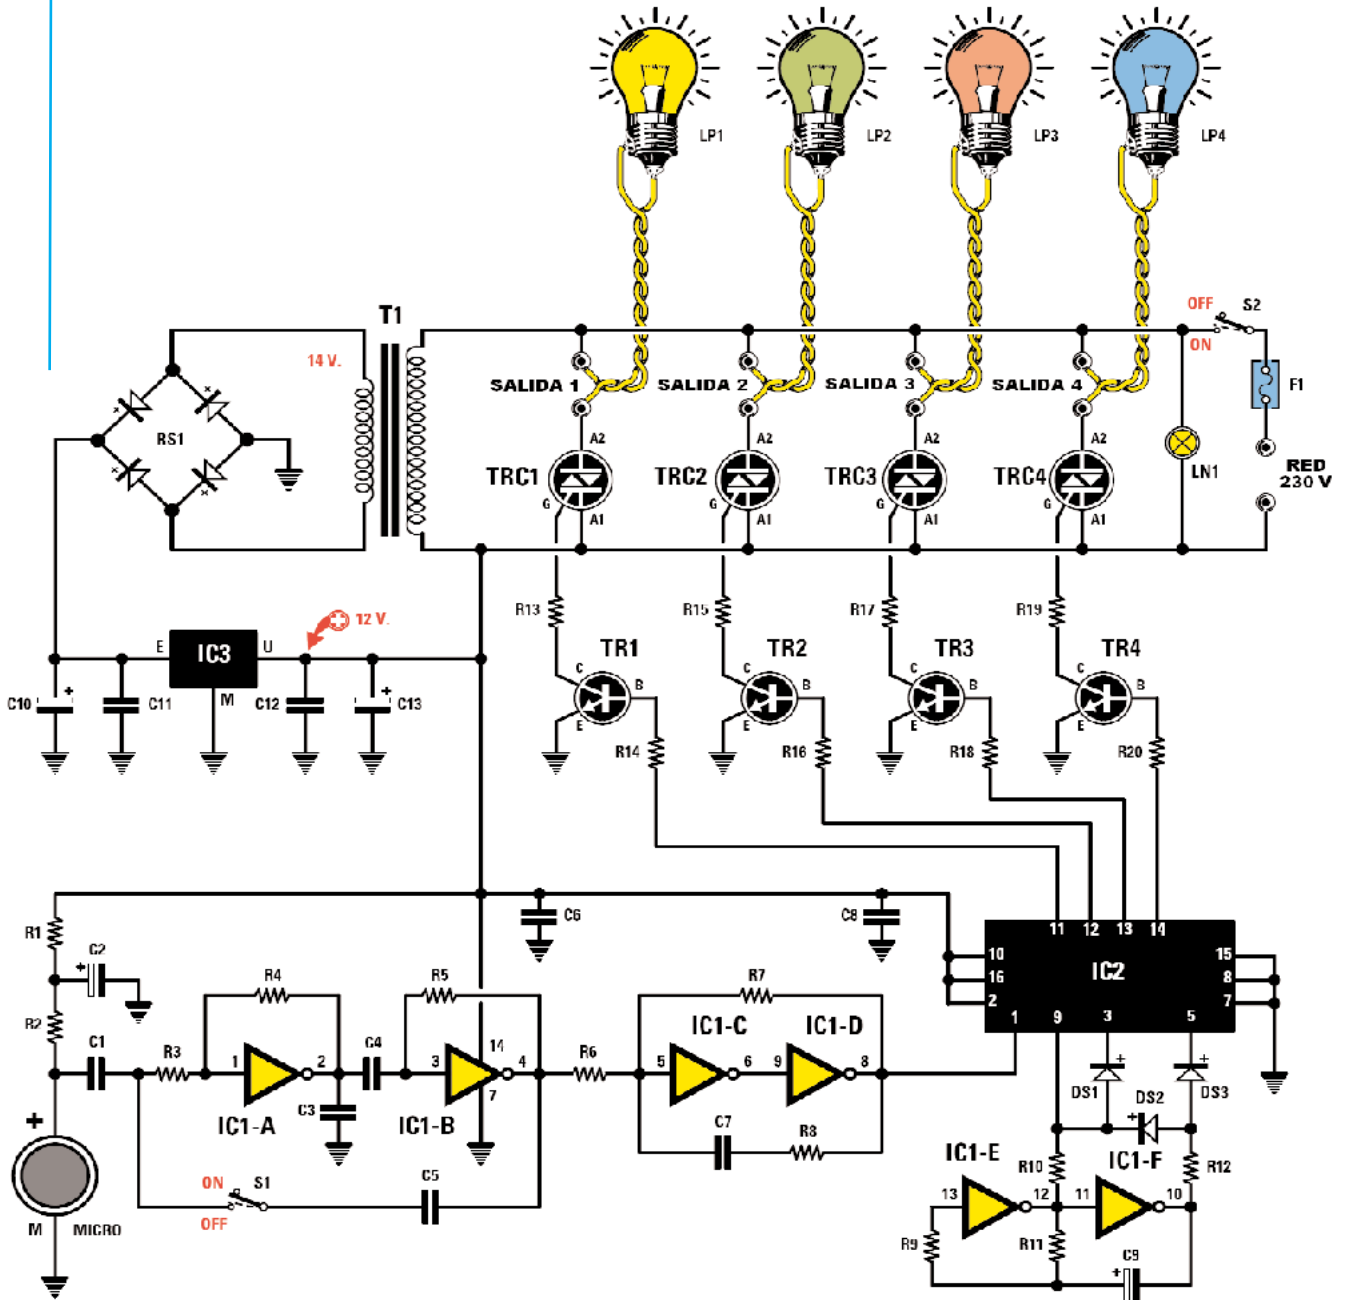 LP1 LP2 LP3 LP4
T1
14 V.
OFF S2
ON
SALIDA 1 SALIDA 2 SALIDA 3 SALIDA 4
F1
RS1
A2 A2 A2 A2
TRC1 TRC2 TRC3 TRC4
LN1
RED
230 V
G G G G
A1 A1 A1 A1
R13 R15 R17 R19
12 V.
E IC3 U
M
TR1 TR2 TR3 TR4
C C C C
B B B B
E E E E
C10 C11 C12 C13
R14 R16 R18 R20
R1
C2
C6 C8
11 12 13 14
10 15
16 IC2 8
2 7
1 9 3 5
R2
R4 R5 R7
C1 R3 1 2 C4 3 14 4 R6 5 6 9 8
IC1-C IC1-D
7
C3
IC1-A IC1-B
C7 R8
DS1 DS2 DS3
IC1-E R10 IC1-F R12
13 12 11 10
ON S1 C5
OFF
M MICRO
R9 R11 C9
+
+
+
+
+
+
+
+